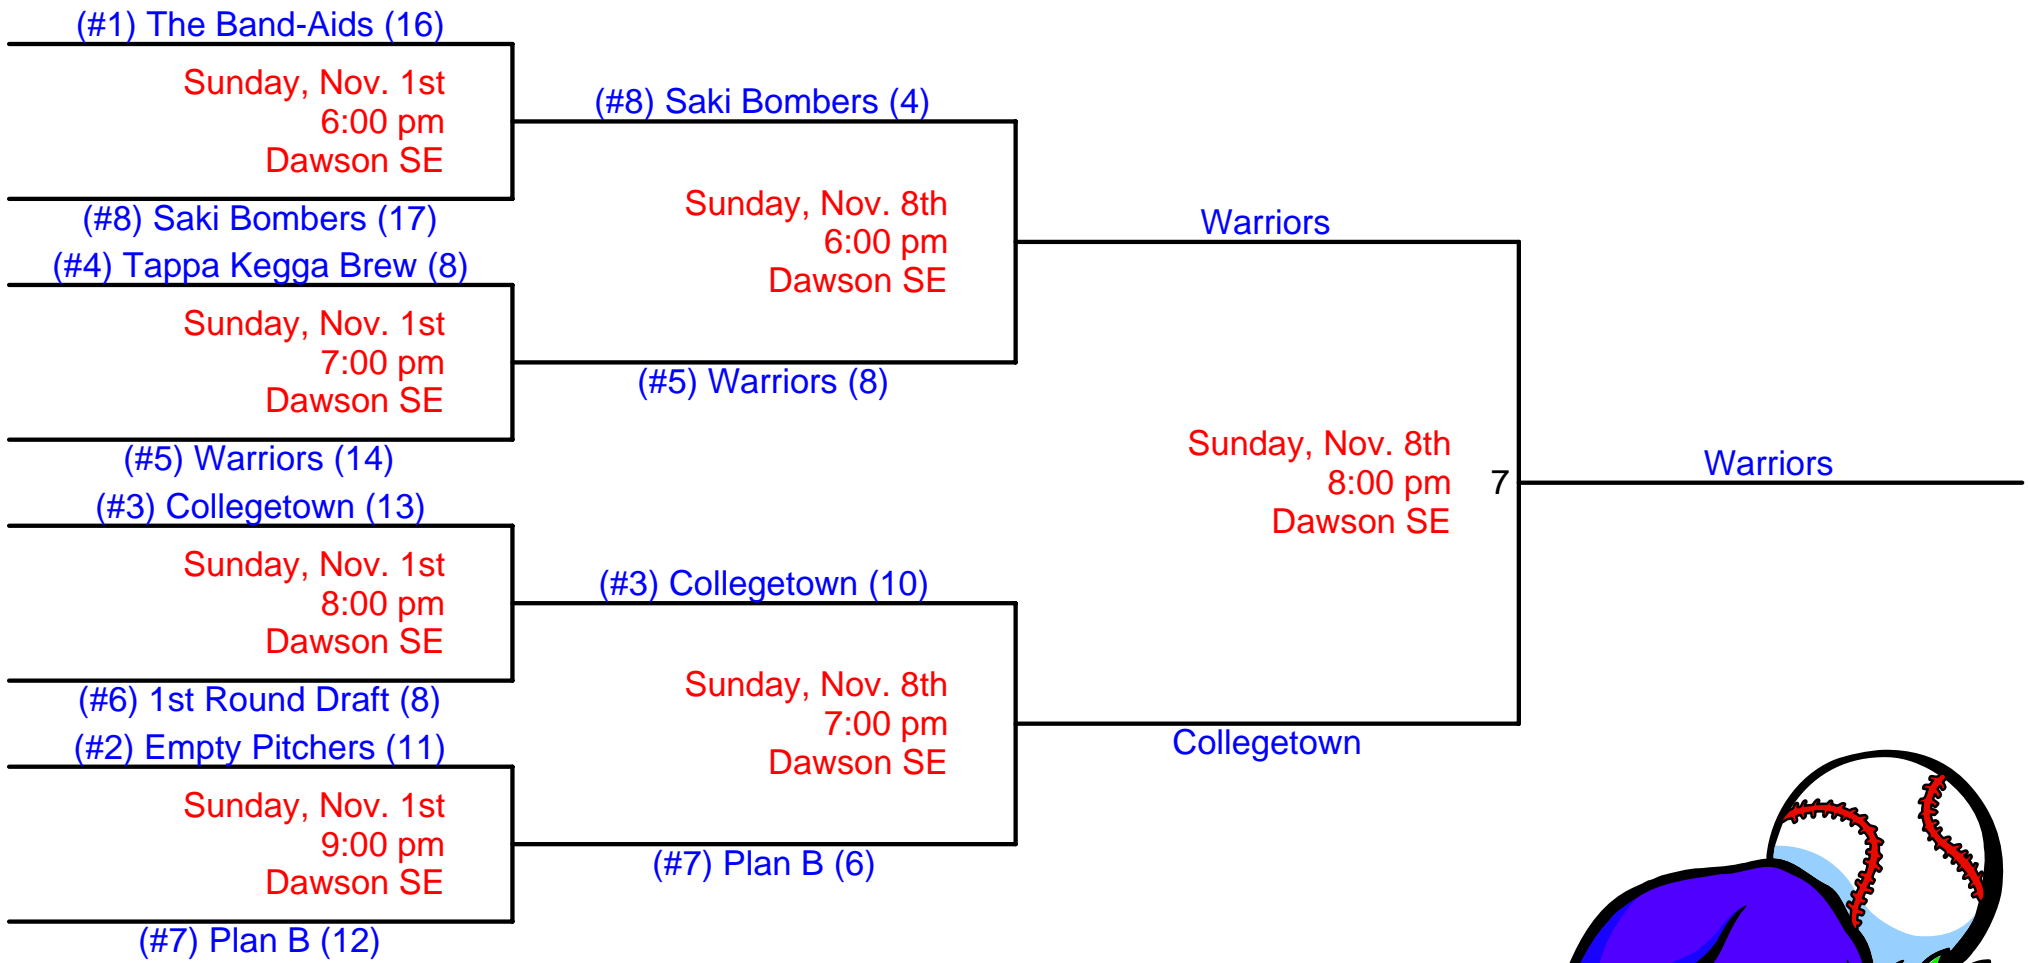 (#1) The Band-Aids (16)
Sunday, Nov. 1st
6:00 pm
Dawson SE
(#8) Saki Bombers (17)
(#4) Tappa Kegga Brew (8)
Sunday, Nov. 1st
7:00 pm
Dawson SE
(#5) Warriors (14)
(#3) Collegetown (13)
Sunday, Nov. 1st
8:00 pm
Dawson SE
(#6) 1st Round Draft (8)
(#2) Empty Pitchers (11)
Sunday, Nov. 1st
9:00 pm
Dawson SE
(#7) Plan B (12)
(#8) Saki Bombers (4)
Sunday, Nov. 8th
6:00 pm
Dawson SE
(#5) Warriors (8)
(#3) Collegetown (10)
Sunday, Nov. 8th
7:00 pm
Dawson SE
(#7) Plan B (6)
Warriors
Sunday, Nov. 8th
8:00 pm 7
Dawson SE
Collegetown
Warriors